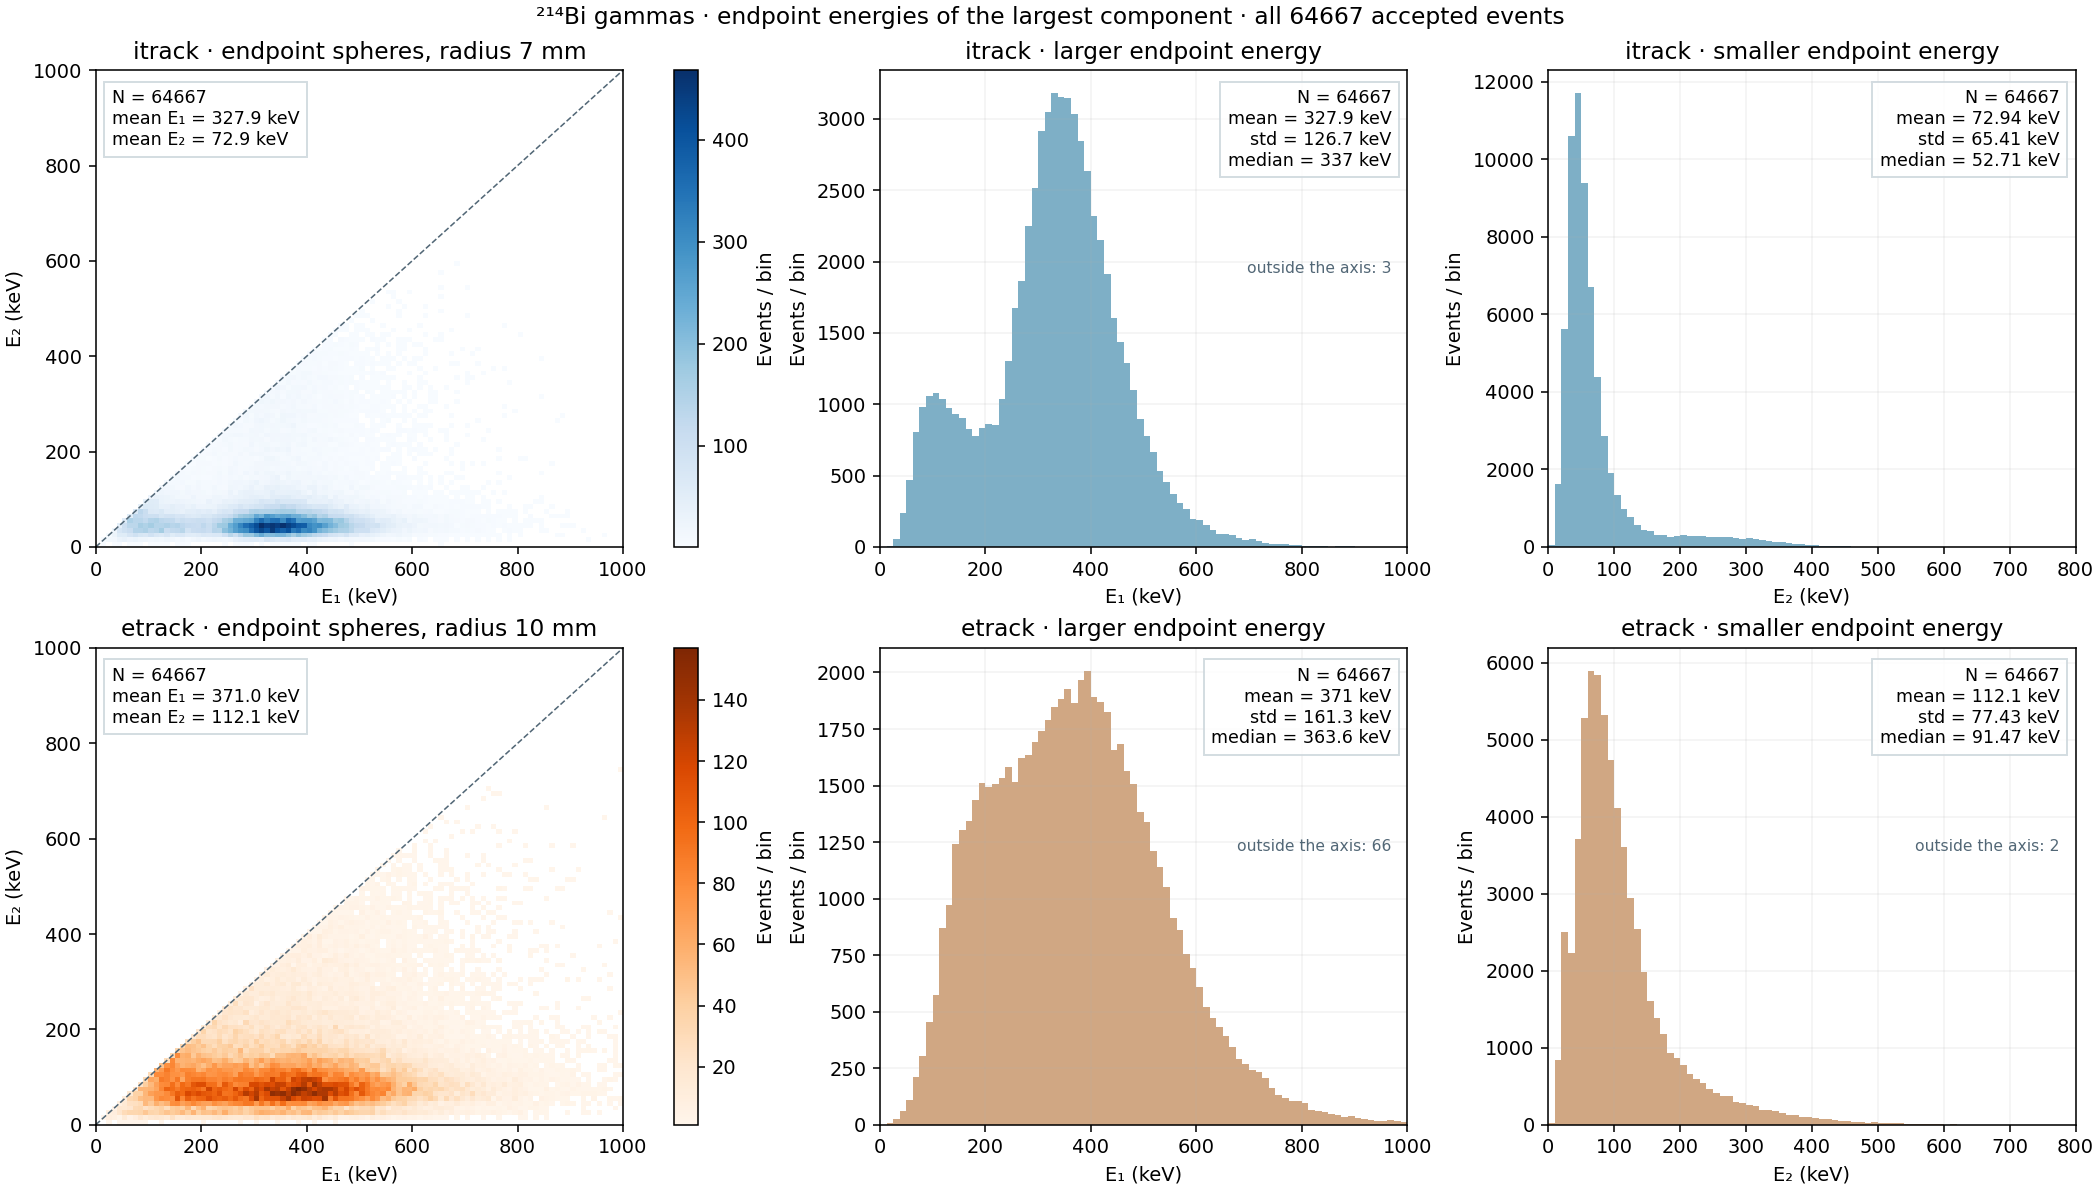 ²¹⁴Bi gammas · endpoint energies of the largest component · all 64667 accepted events
itrack · endpoint spheres, radius 7 mm
N = 64667
mean E₁ = 327.9 keV
mean E₂ = 72.9 keV
1000
800
600
400
200
0
E₂ (keV)
0 200 400 600 800 1000
E₁ (keV)
400
300
200
100
Events / bin
itrack · larger endpoint energy
N = 64667
mean = 327.9 keV
std = 126.7 keV
median = 337 keV
outside the axis: 3
3000
2500
2000
1500
1000
500
0
Events / bin
0 200 400 600 800 1000
E₁ (keV)
itrack · smaller endpoint energy
N = 64667
mean = 72.94 keV
std = 65.41 keV
median = 52.71 keV
12000
10000
8000
6000
4000
2000
0
Events / bin
0 100 200 300 400 500 600 700 800
E₂ (keV)
etrack · endpoint spheres, radius 10 mm
N = 64667
mean E₁ = 371.0 keV
mean E₂ = 112.1 keV
1000
800
600
400
200
0
E₂ (keV)
0 200 400 600 800 1000
E₁ (keV)
140
120
100
80
60
40
20
Events / bin
etrack · larger endpoint energy
N = 64667
mean = 371 keV
std = 161.3 keV
median = 363.6 keV
outside the axis: 66
2000
1750
1500
1250
1000
750
500
250
0
Events / bin
0 200 400 600 800 1000
E₁ (keV)
etrack · smaller endpoint energy
N = 64667
mean = 112.1 keV
std = 77.43 keV
median = 91.47 keV
outside the axis: 2
6000
5000
4000
3000
2000
1000
0
Events / bin
0 100 200 300 400 500 600 700 800
E₂ (keV)